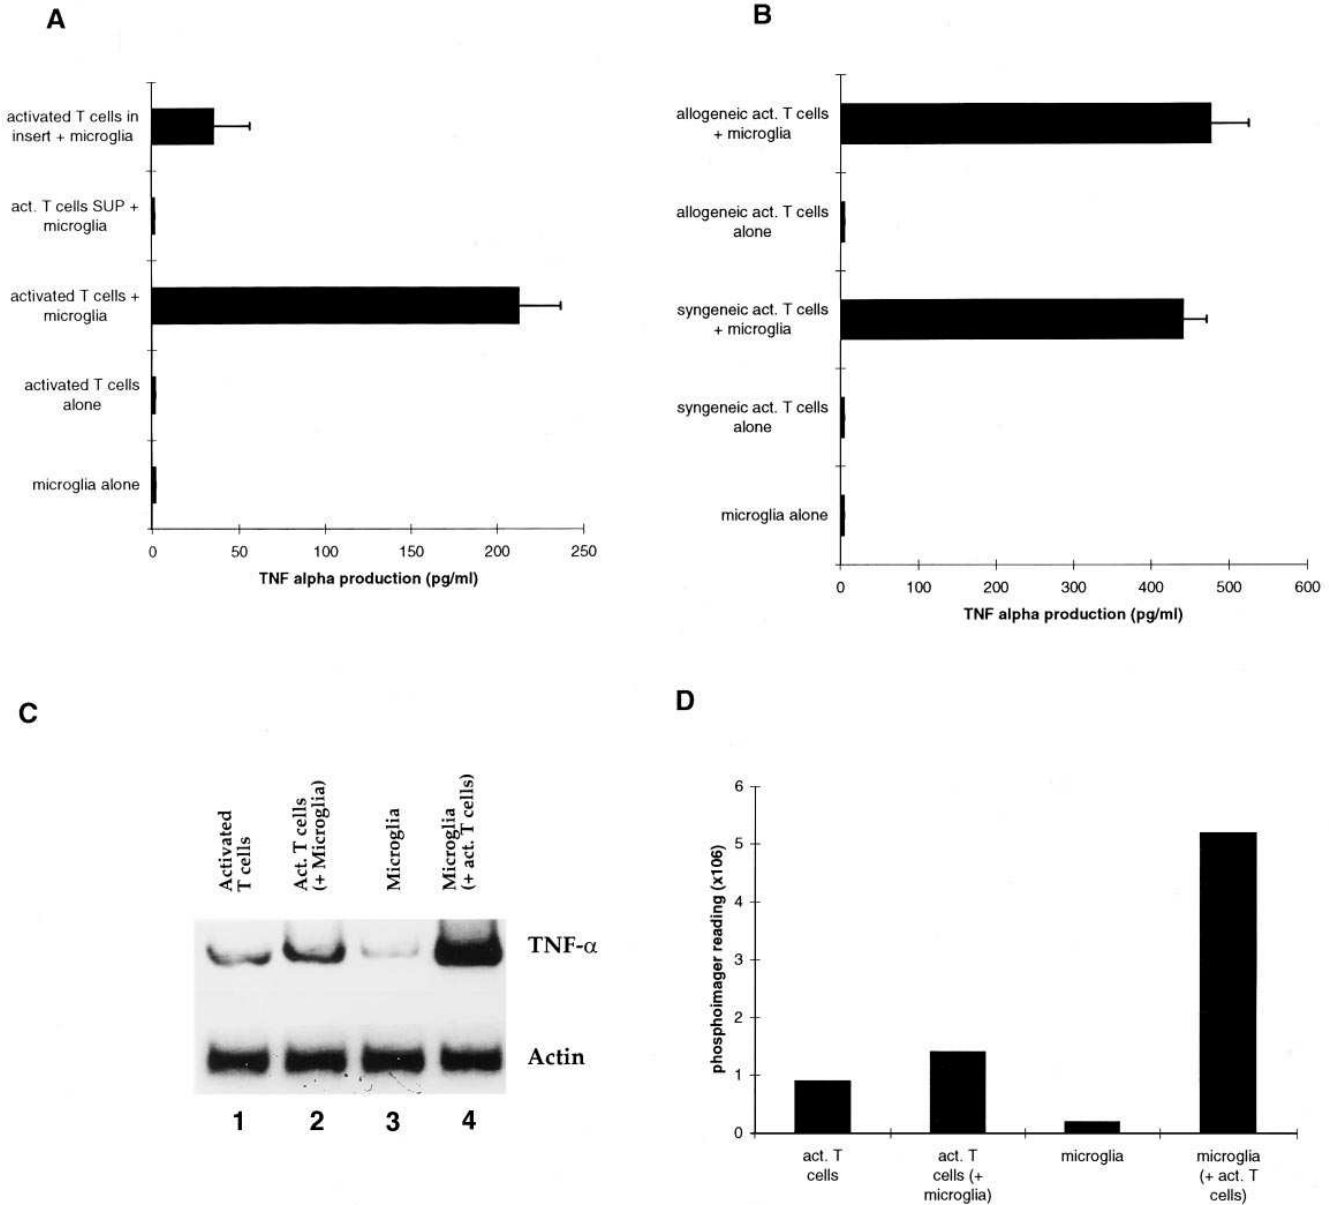 A
activated T cells in
insert + microglia
act. T cells SUP +
microglia
activated T cells +
microglia
activated T cells
alone
microglia alone
0 50 100 150 200 250
TNF alpha production (pg/ml)
B
allogeneic act. T cells
+ microglia
allogeneic act. T cells
alone
syngeneic act. T cells
+ microglia
syngeneic act. T cells
alone
microglia alone
0 100 200 300 400 500 600
TNF alpha production (pg/ml)
C
Activated
T cells
Act. T cells
(+ Microglia)
Microglia
Microglia
(+ act. T cells)
TNF-α
Actin
1 2 3 4
D
phosphoimager reading (x106)
6
5
4
3
2
1
0
act. T
cells
act. T
cells (+
microglia)
microglia
microglia
(+ act. T
cells)